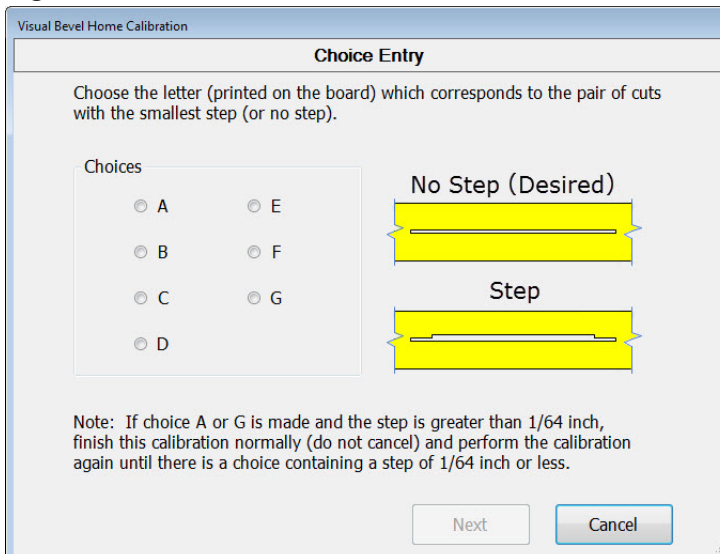 Visual Bevel Home Calibration
Choice Entry
Choose the letter (printed on the board) which corresponds to the pair of cuts
with the smallest step (or no step).
Choices
A
E
B
F
C
G
D
No Step (Desired)
Step
Note:  If choice A or G is made and the step is greater than 1/64 inch,
finish this calibration normally (do not cancel) and perform the calibration
again until there is a choice containing a step of 1/64 inch or less.
Next
Cancel